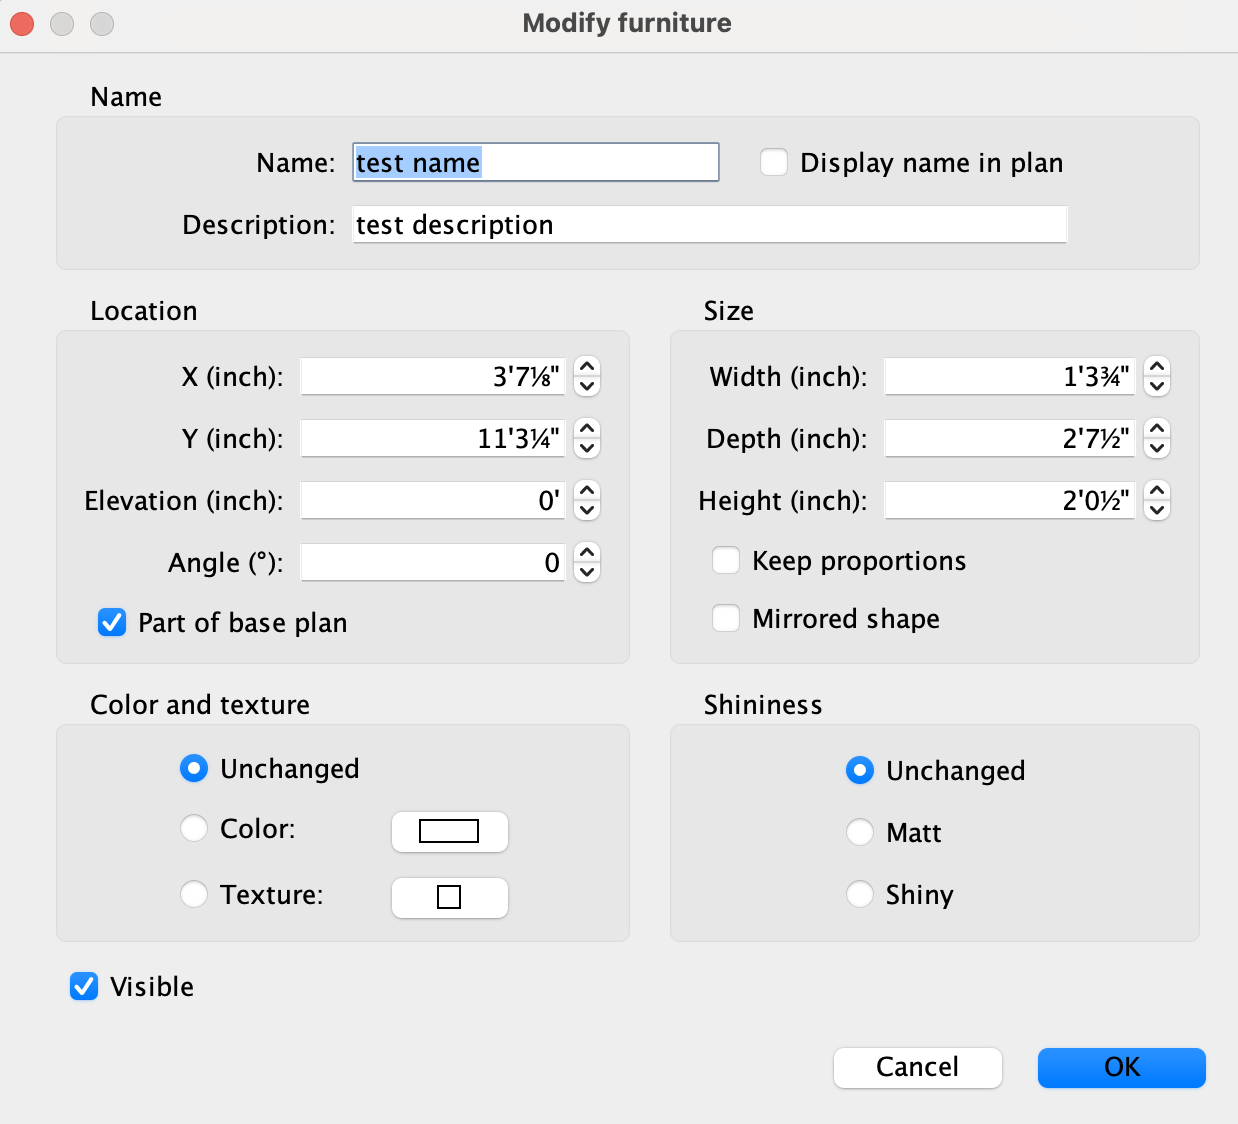 Modify furniture
Name
Name: test name Display name in plan
Description: test description
Location
X (inch): 3'7⅛"
Y (inch): 11'3¼"
Elevation (inch): 0'
Angle (°): 0
Part of base plan
Size
Width (inch): 1'3¾"
Depth (inch): 2'7½"
Height (inch): 2'0½"
Keep proportions
Mirrored shape
Color and texture
Unchanged
Color:
Texture:
Shininess
Unchanged
Matt
Shiny
Visible
Cancel OK